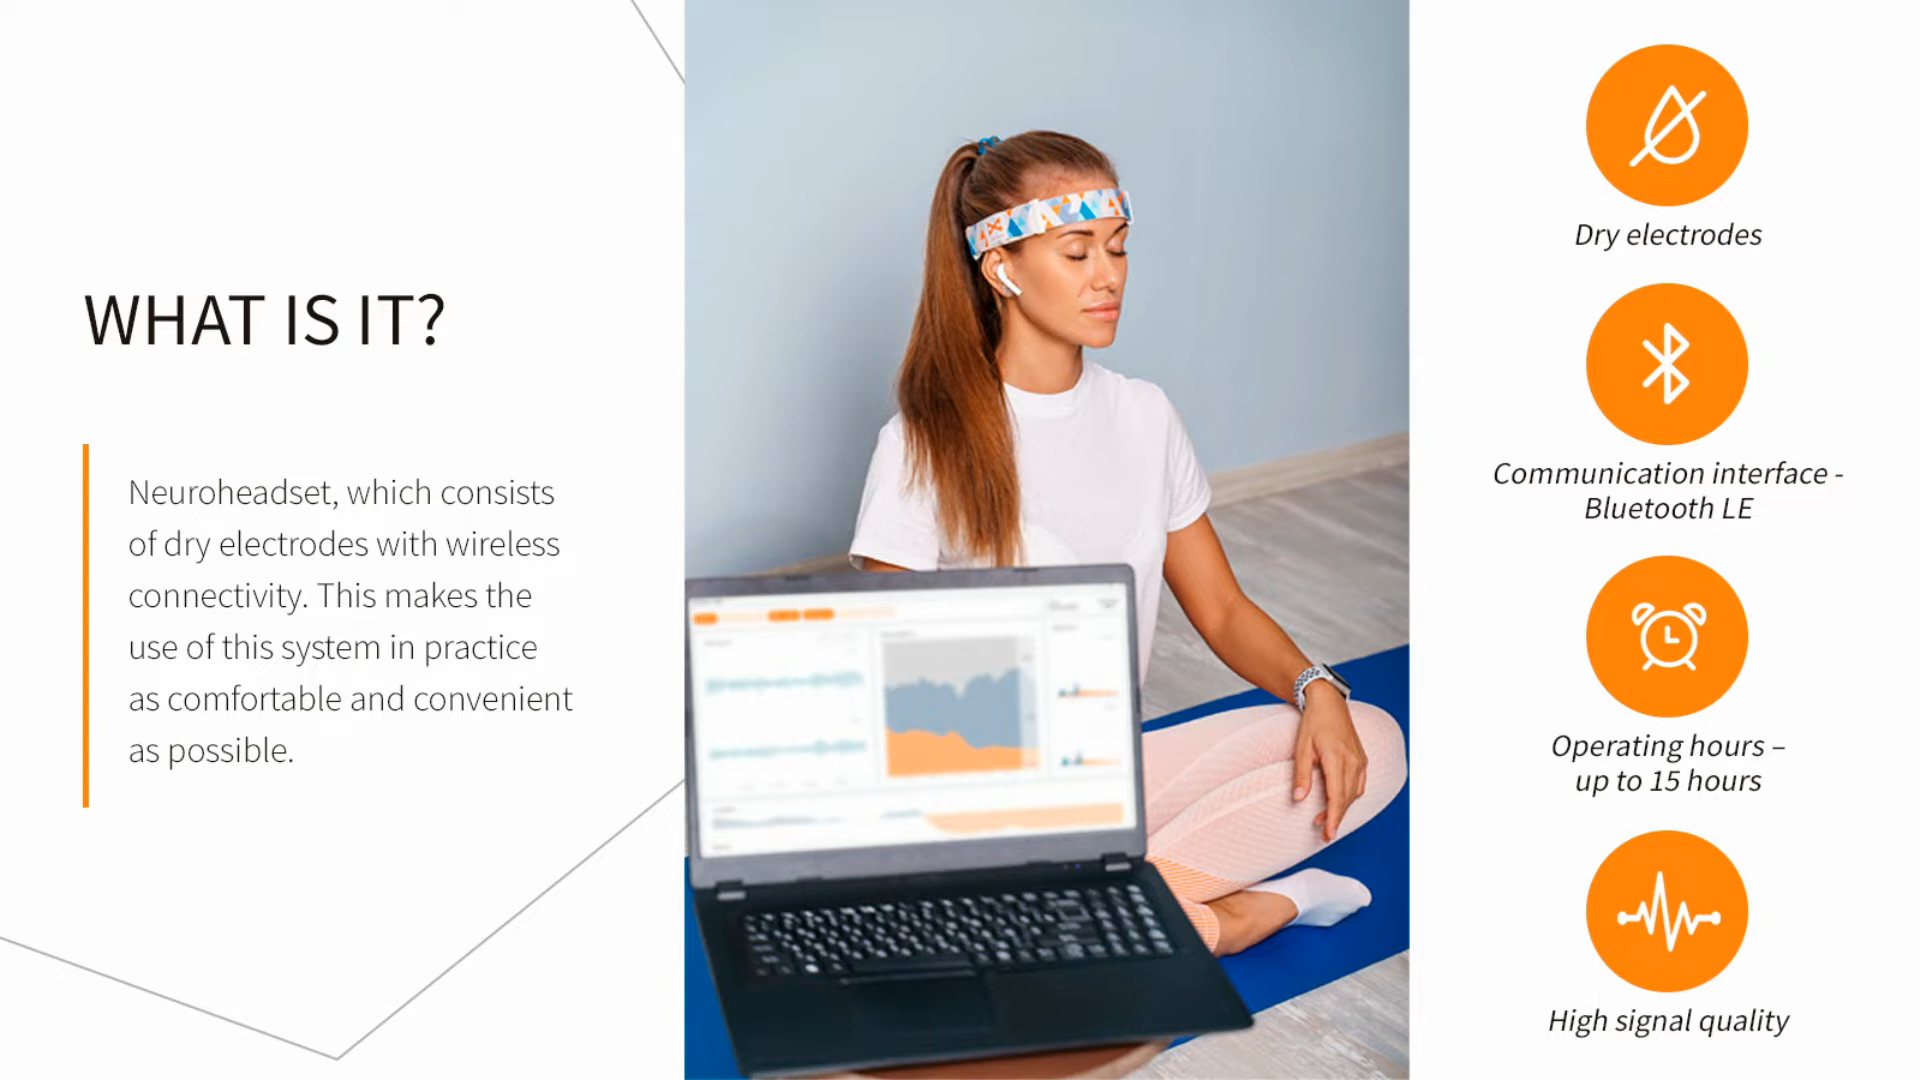 WHAT IS IT?
Neuroheadset, which consists
of dry electrodes with wireless
connectivity. This makes the
use of this system in practice
as comfortable and convenient
as possible.
Dry electrodes
Communication interface -
Bluetooth LE
Operating hours –
up to 15 hours
High signal quality